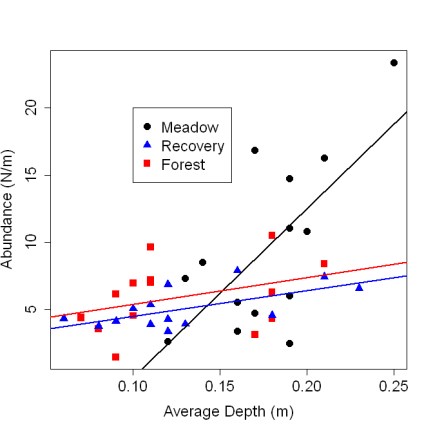 20
15
10
5
Abundance (N/m)
Meadow
Recovery
Forest
0.10 0.15 0.20 0.25
Average Depth (m)